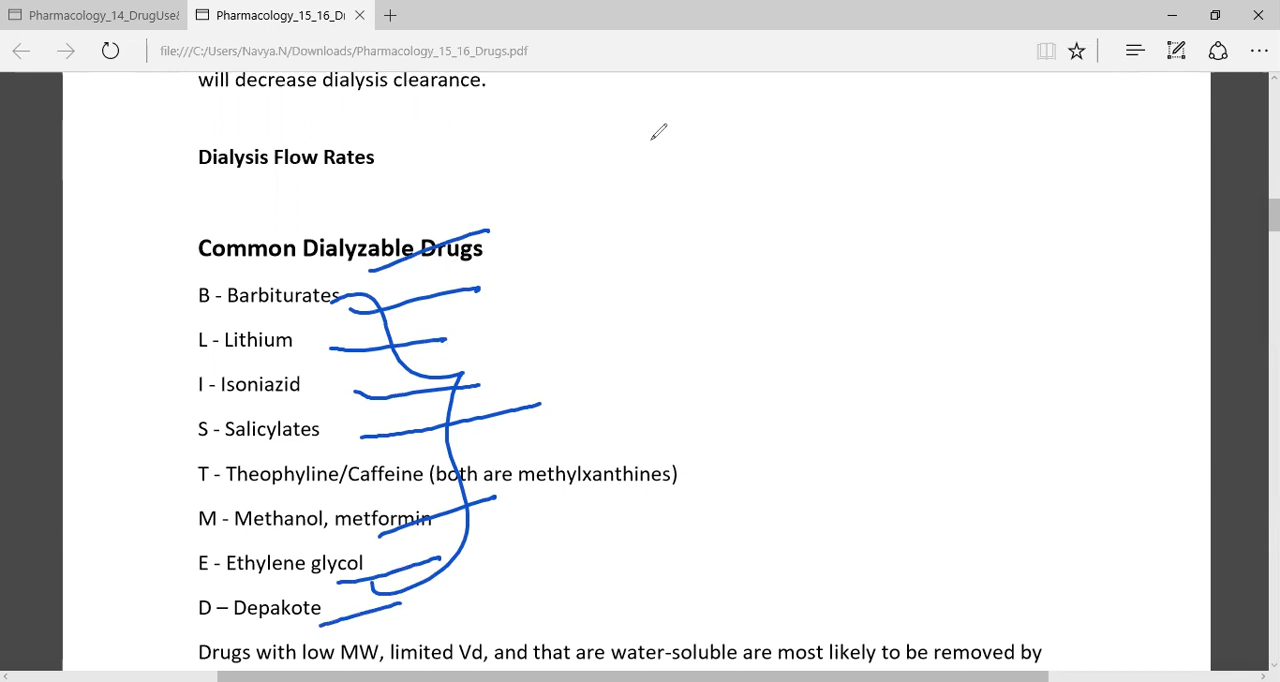 Pharmacology_14_DrugUse&
Pharmacology_15_16_D
file:///C:/Users/Navya.N/Downloads/Pharmacology_15_16_Drugs.pdf
will decrease dialysis clearance.
Dialysis Flow Rates
Common Dialyzable Drugs
B - Barbiturates
L - Lithium
I - Isoniazid
S - Salicylates
T - Theophyline/Caffeine (both are methylxanthines)
M - Methanol, metformin
E - Ethylene glycol
D – Depakote
Drugs with low MW, limited Vd, and that are water-soluble are most likely to be removed by